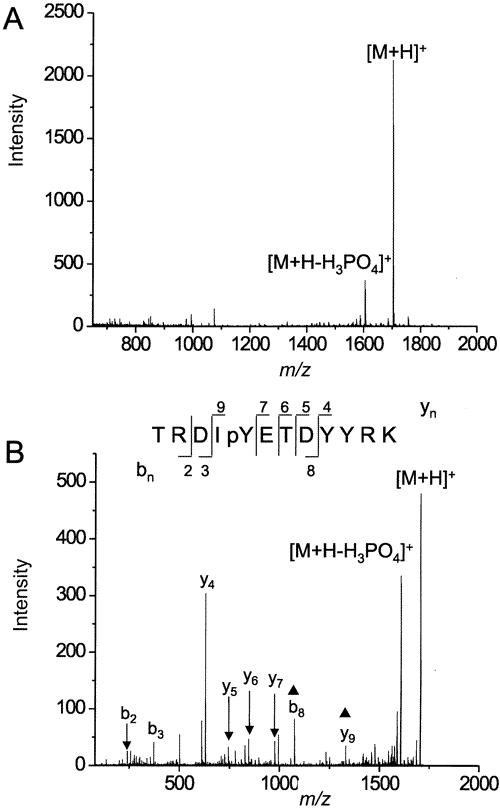 A
2500
2000
1500
1000
500
0
Intensity
[M+H]⁺
[M+H-H₃PO₄]⁺
800 1000 1200 1400 1600 1800 2000
m/z
9 7 6 5 4 yₙ
T R D I pY E T D Y Y R K
bₙ 2 3 8
B
500
400
300
200
100
0
Intensity
[M+H]⁺
[M+H-H₃PO₄]⁺
y₄
b₂
b₃
y₅
y₆
y₇
▲
b₈
▲
y₉
500 1000 1500 2000
m/z